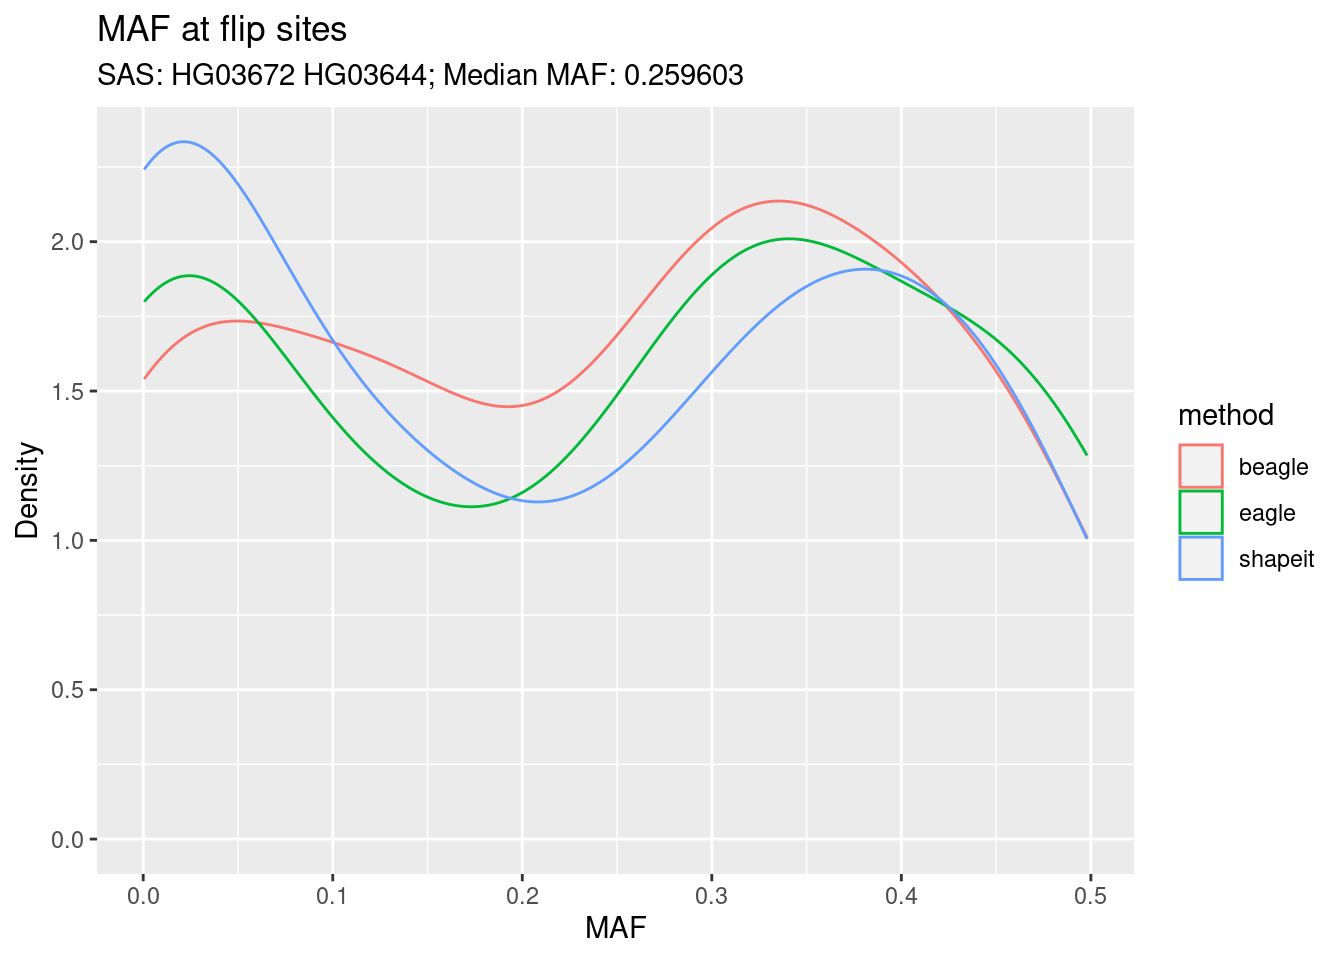 MAF at flip sites
SAS: HG03672 HG03644; Median MAF: 0.259603
Density
2.0
1.5
1.0
0.5
0.0
0.0 0.1 0.2 0.3 0.4 0.5
MAF
method
beagle
eagle
shapeit